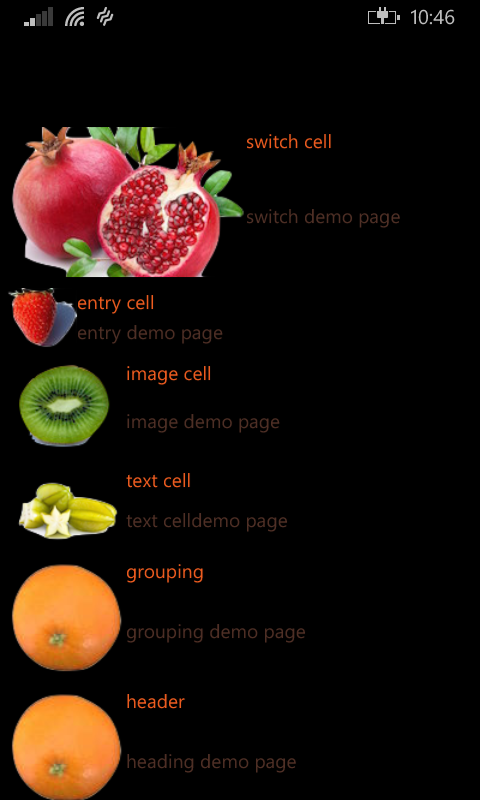 10:46
switch cell
switch demo page
entry cell
entry demo page
image cell
image demo page
text cell
text celldemo page
grouping
grouping demo page
header
heading demo page